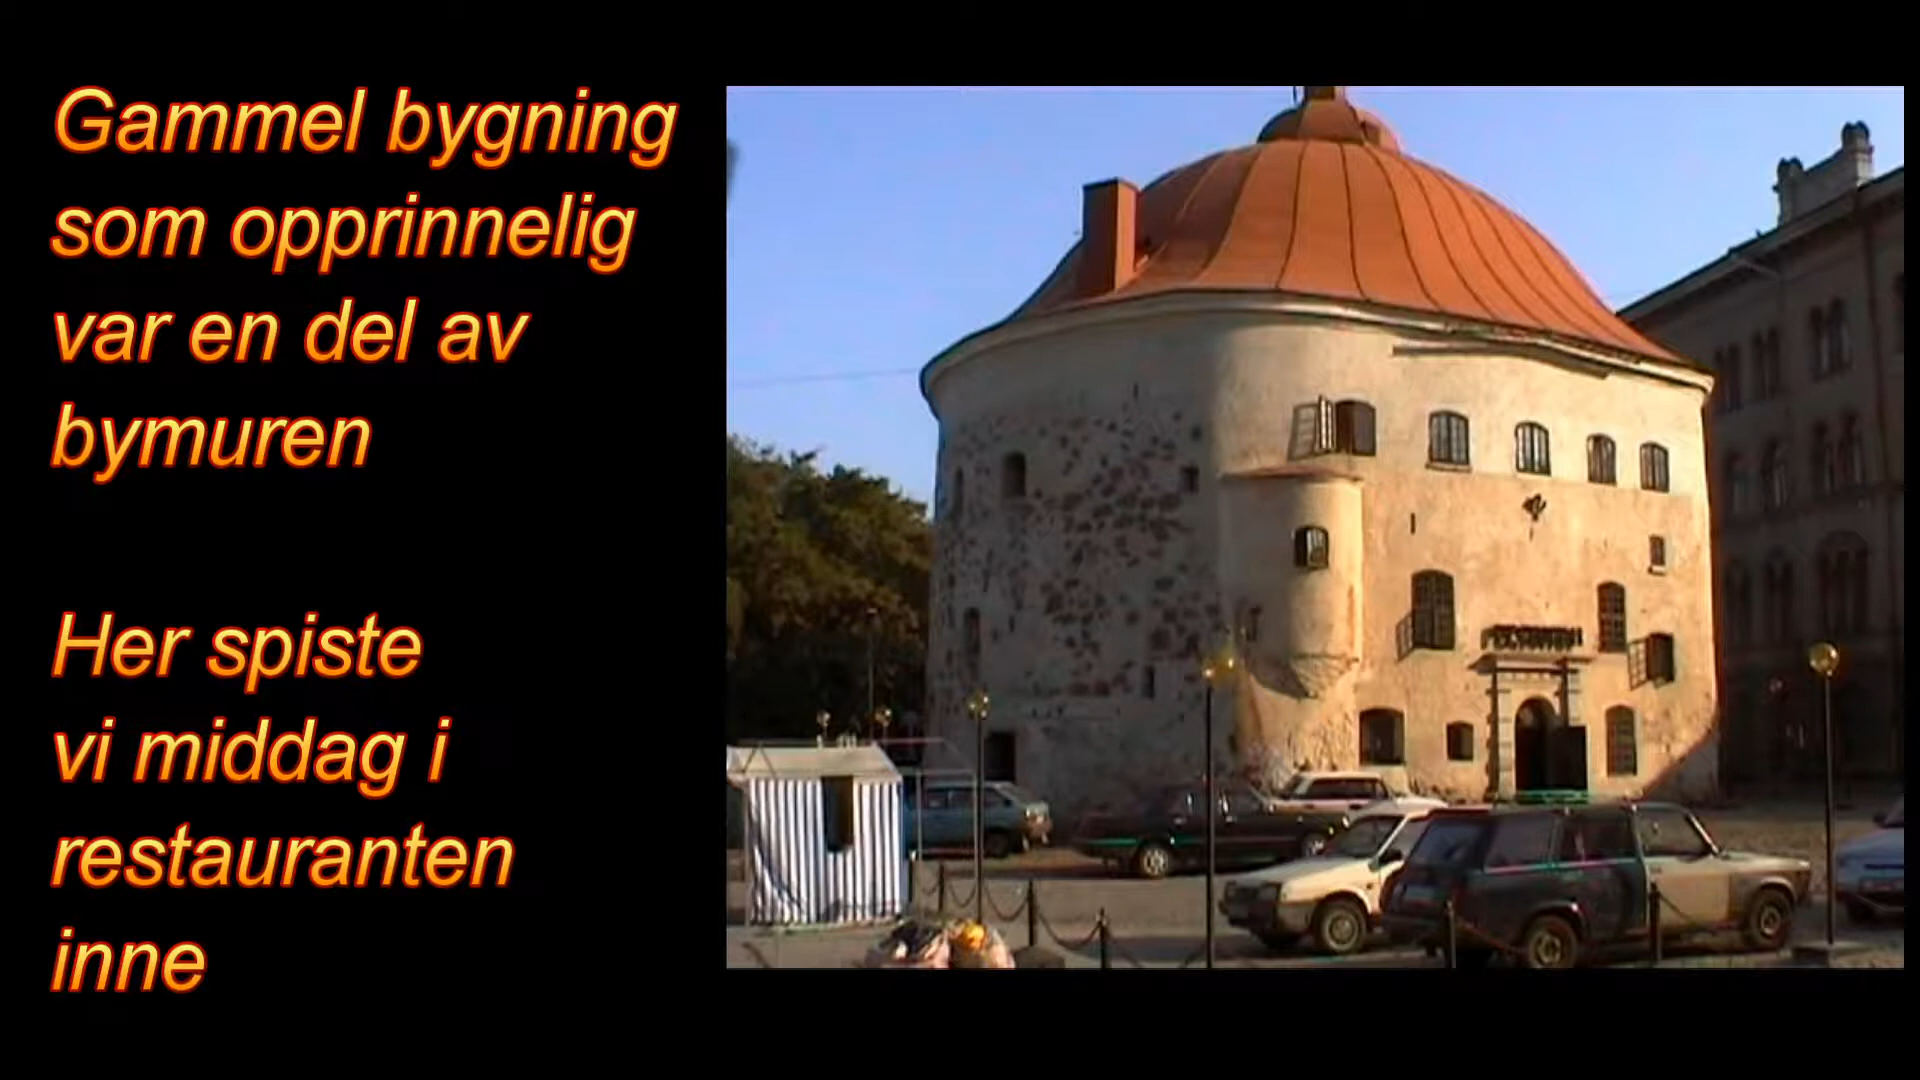 Gammel bygning
som opprinnelig
var en del av
bymuren
Her spiste
vi middag i
restauranten
inne